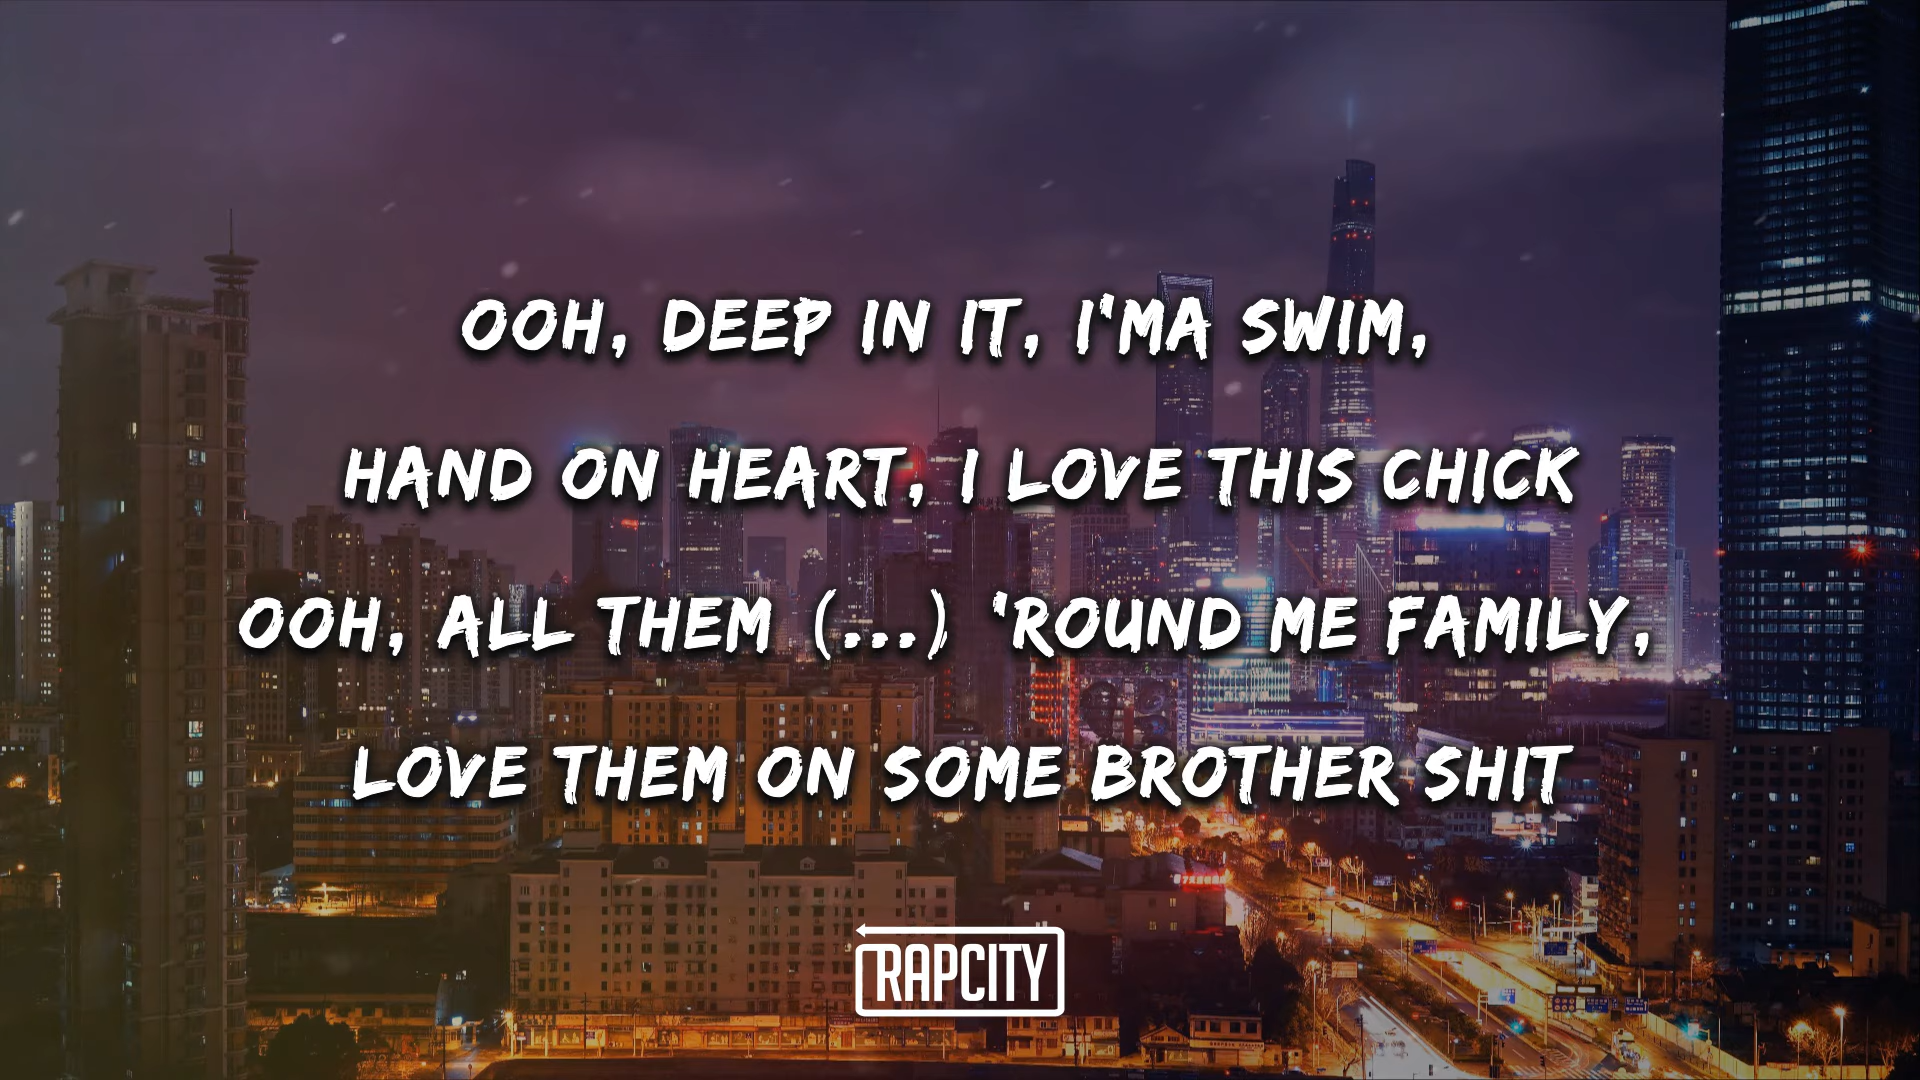 OOH, DEEP IN IT, I'MA SWIM,
HAND ON HEART, I LOVE THIS CHICK
OOH, ALL THEM (...) 'ROUND ME FAMILY,
LOVE THEM ON SOME BROTHER SHIT
RAPCITY